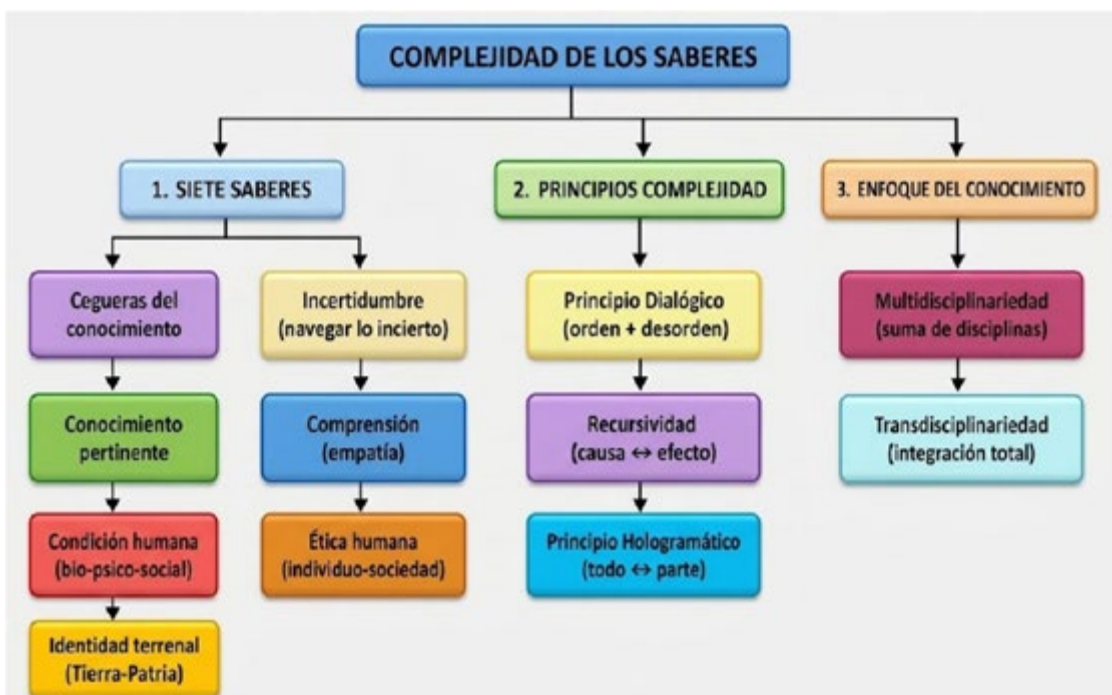 COMPLEJIDAD DE LOS SABERES
1. SIETE SABERES
2. PRINCIPIOS COMPLEJIDAD
3. ENFOQUE DEL CONOCIMIENTO
Cegueras del
conocimiento
Incertidumbre
(navegar lo incierto)
Principio Dialógico
(orden + desorden)
Multidisciplinariedad
(suma de disciplinas)
Conocimiento
pertinente
Comprensión
(empatía)
Recursividad
(causa ↔ efecto)
Transdisciplinariedad
(integración total)
Condición humana
(bio-psico-social)
Ética humana
(individuo-sociedad)
Principio Hologramático
(todo ↔ parte)
Identidad terrenal
(Tierra-Patria)